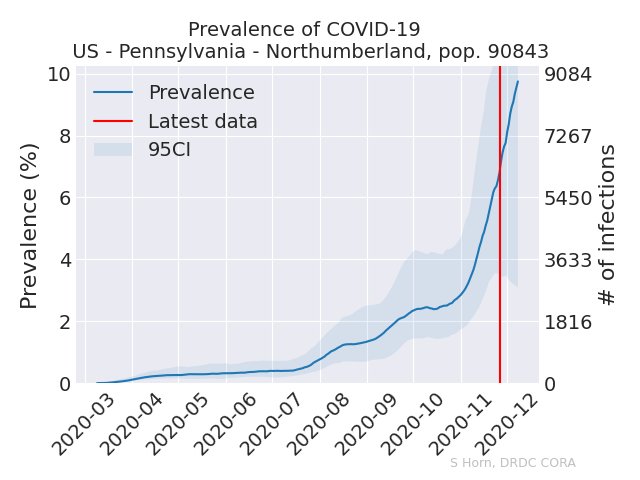 Prevalence of COVID-19
US - Pennsylvania - Northumberland, pop. 90843
Prevalence
Latest data
95CI
Prevalence (%)
10
8
6
4
2
0
9084
7267
5450
3633
1816
0
# of infections
2020-03
2020-04
2020-05
2020-06
2020-07
2020-08
2020-09
2020-10
2020-11
2020-12
S Horn, DRDC CORA